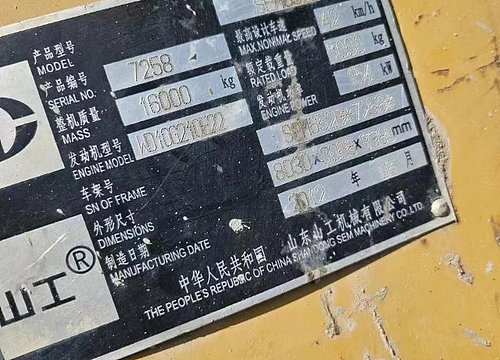 产品型号
MODEL
产品编号
SERIAL NO.
7258
整机质量
MASS
16000 kg
发动机型号
ENGINE MODEL
WD10G210E22
车架号
SN OF FRAME
外形尺寸
DIMENSIONS
8030× × mm
制造日期
MANUFACTURING DATE
2012 年 月
最高设计车速
MAX.NONIMAL SPEED
km/h
额定载重量
RATED LOAD
kg
发动机功率
ENGINE POWER
kW
中华人民共和国 山东山工机械有限公司
THE PEOPLE'S REPUBLIC OF CHINA SHANDONG SEM MACHINERY CO.,LTD.
山工®